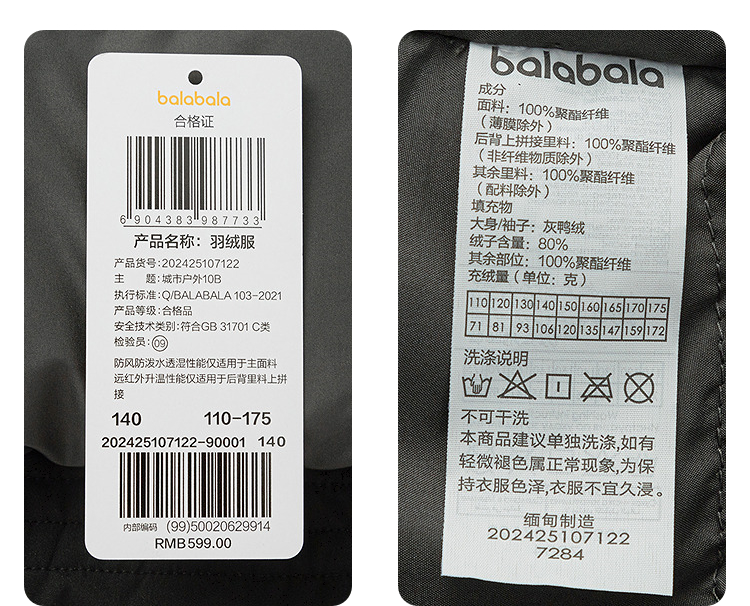 balabala
合格证
6 904383 987733
产品名称：羽绒服
产品货号：202425107122
主　题：城市户外10B
执行标准：Q/BALABALA 103-2021
产品等级：合格品
安全技术类别：符合GB 31701 C类
检验员：09
防风防泼水透湿性能仅适用于主面料
远红外升温性能仅适用于后背里料上拼
接
140 110-175
202425107122-90001 140
内部编码 (99)50020629914
RMB599.00
balabala
成分
面料：100%聚酯纤维
（薄膜除外）
后背上拼接里料：100%聚酯纤维
（非纤维物质除外）
其余里料：100%聚酯纤维
（配料除外）
填充物
大身/袖子：灰鸭绒
绒子含量：80%
其余部位：100%聚酯纤维
充绒量（单位：克）
110 120 130 140 150 160 165 170 175
71 81 93 106 120 135 147 159 172
洗涤说明
不可干洗
本商品建议单独洗涤,如有
轻微褪色属正常现象,为保
持衣服色泽,衣服不宜久浸。
缅甸制造
202425107122
7284